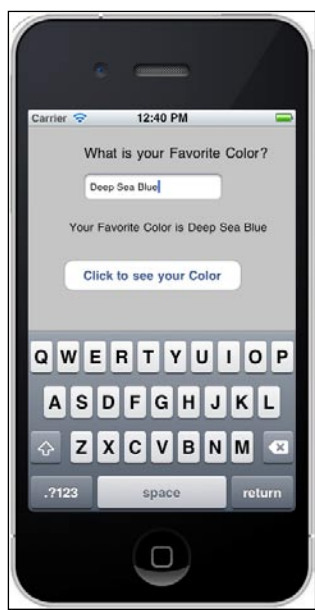 Carrier 12:40 PM
What is your Favorite Color?
Deep Sea Blue
Your Favorite Color is Deep Sea Blue
Click to see your Color
Q W E R T Y U I O P
A S D F G H J K L
Z X C V B N M
.?123 space return